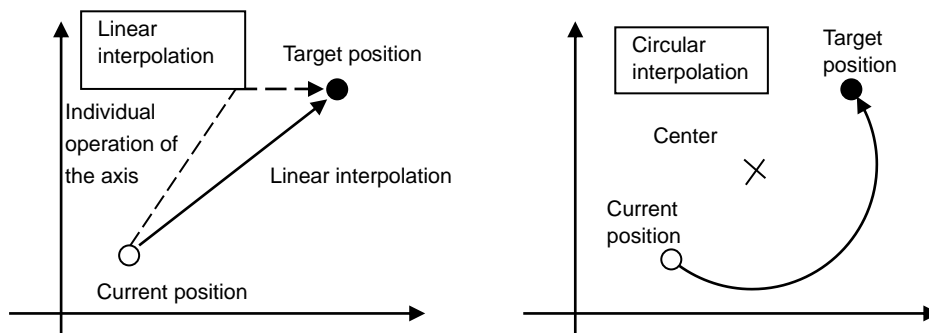 Linear
interpolation
Target position
Individual
operation of
the axis
Linear interpolation
Current position
Circular
interpolation
Target
position
Center
Current
position